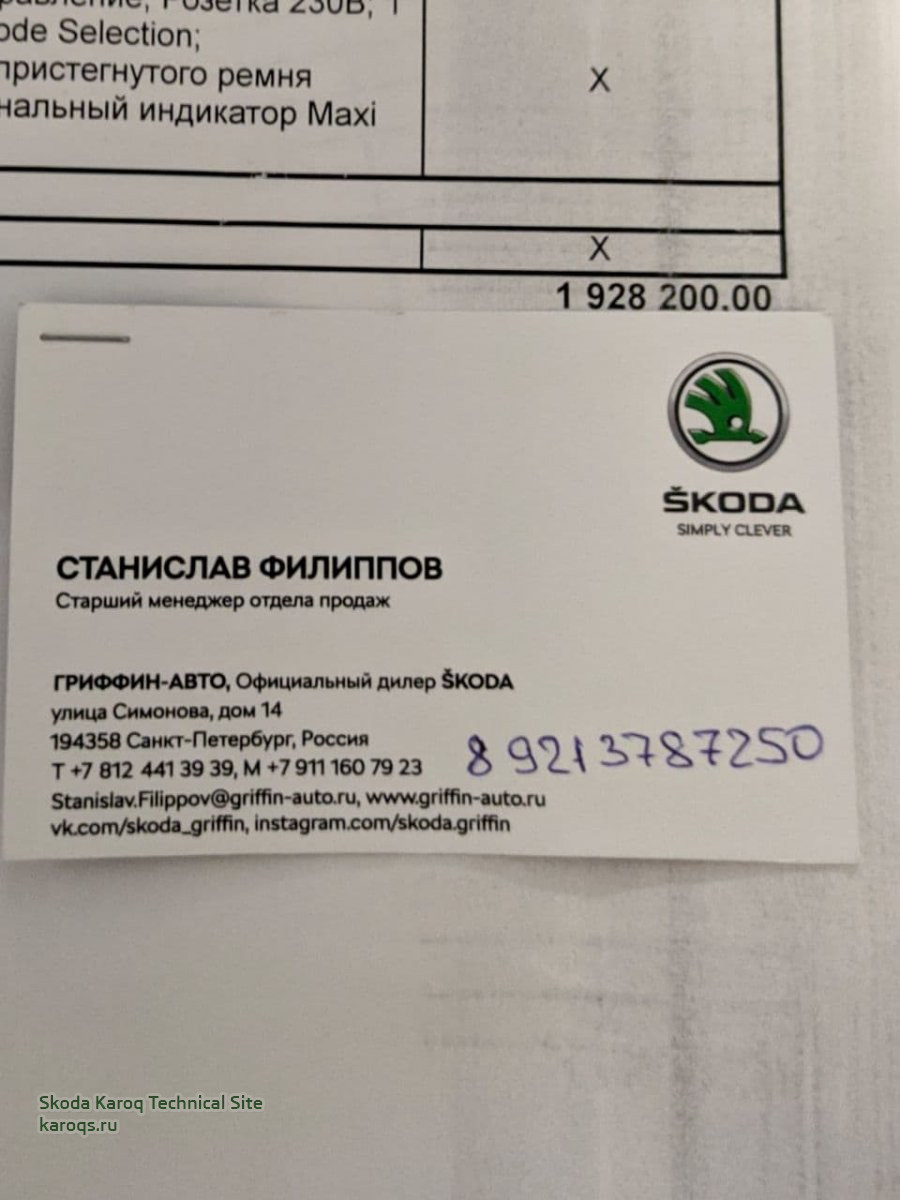 Розетка 230В; 1
ode Selection;
пристегнутого ремня
нальный индикатор Maxi
X
X
1 928 200.00
ŠKODA
SIMPLY CLEVER
СТАНИСЛАВ ФИЛИППОВ
Старший менеджер отдела продаж
ГРИФФИН-АВТО, Официальный дилер ŠKODA
улица Симонова, дом 14
194358 Санкт-Петербург, Россия
T +7 812 441 39 39, M +7 911 160 79 23
8 9213787250
Stanislav.Filippov@griffin-auto.ru, www.griffin-auto.ru
vk.com/skoda_griffin, instagram.com/skoda.griffin
Skoda Karoq Technical Site
karoqs.ru